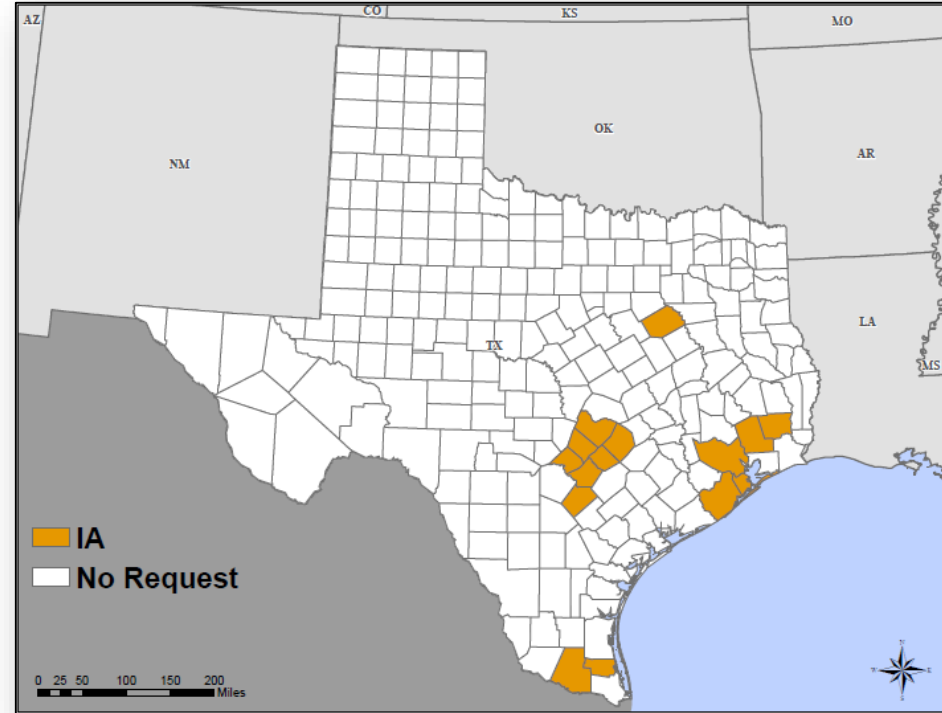 AZ
CO
KS
MO
NM
OK
AR
TX
LA
MS
IA
No Request
0 25 50 100 150 200
Miles
N
W E
S